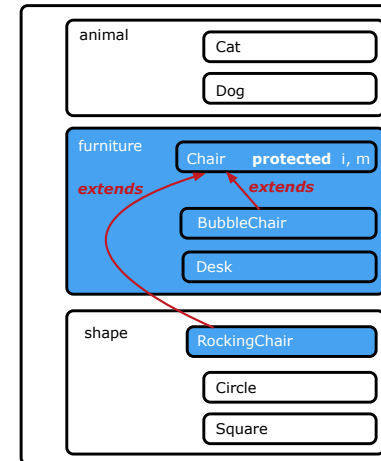 animal
Cat
Dog
furniture
Chair protected i, m
extends
extends
BubbleChair
Desk
shape
RockingChair
Circle
Square